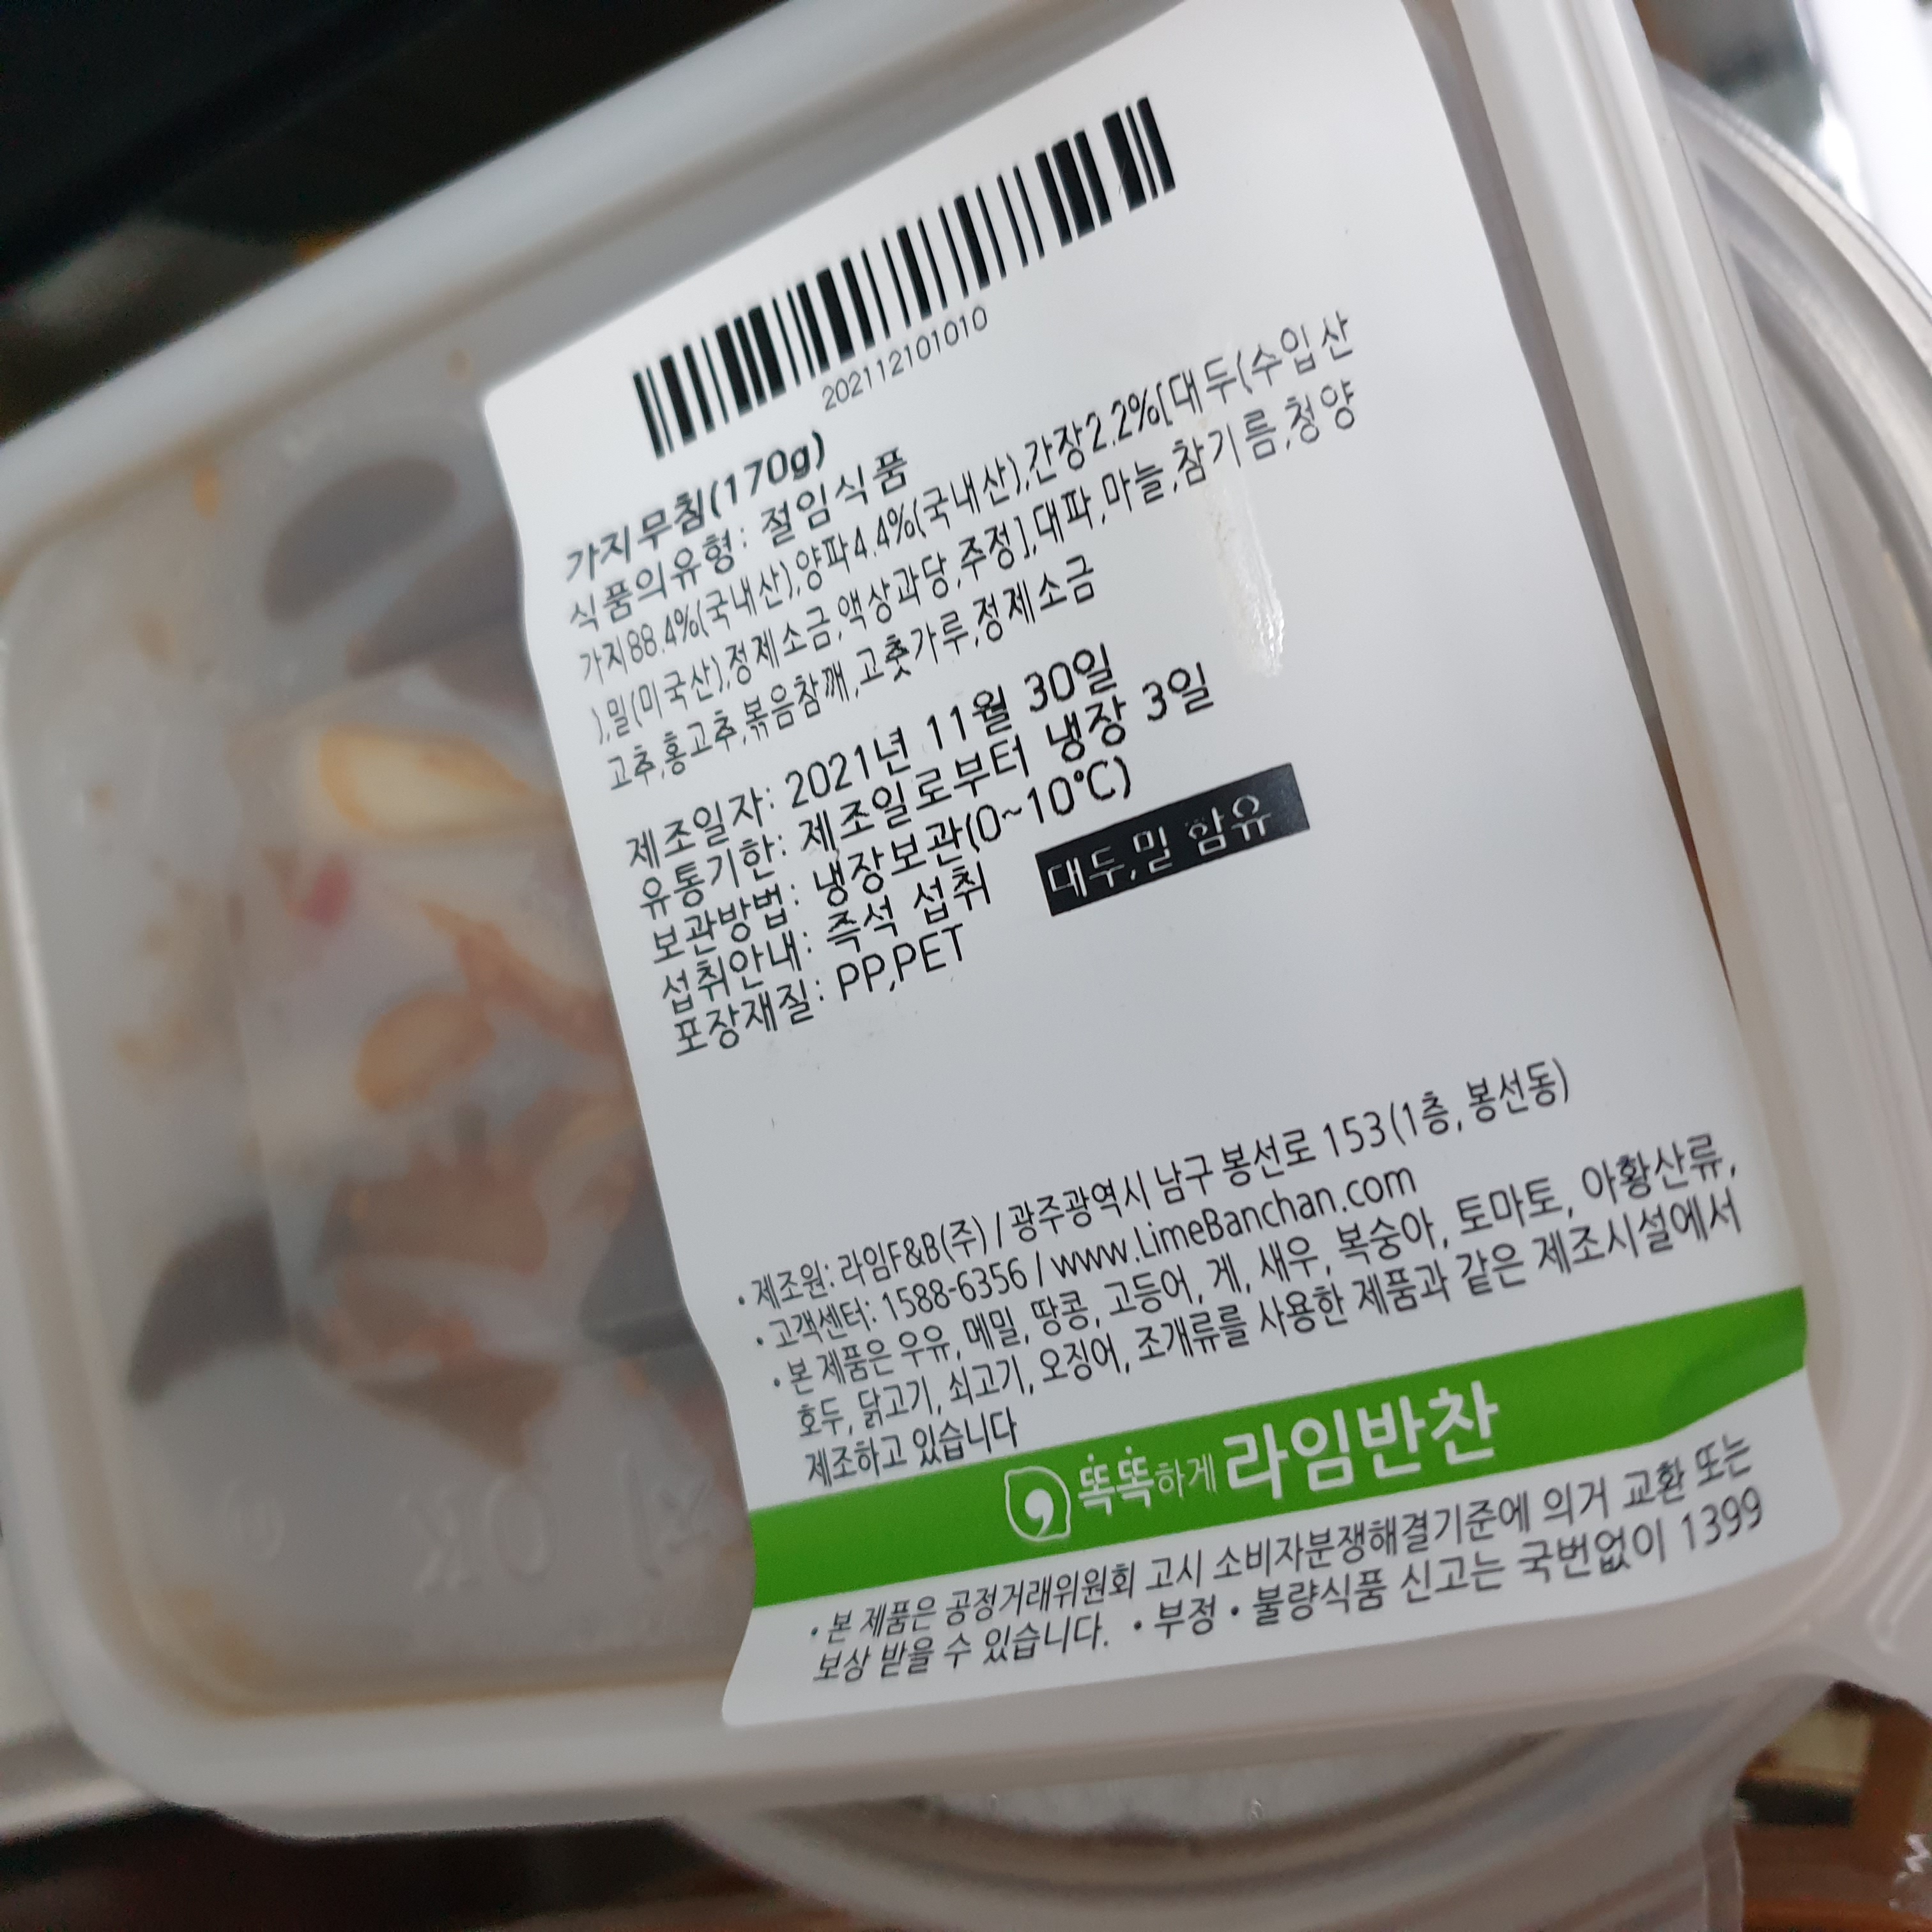 202112101010
가지무침(170g)
식품의유형: 절임식품
가지88.4%(국내산),양파4.4%(국내산),간장2.2%[대두(수입산
),밀(미국산),정제소금,액상과당,주정],대파,마늘,참기름,청양
고추,홍고추,볶음참깨,고춧가루,정제소금
제조일자: 2021년 11월 30일
유통기한: 제조일로부터 냉장 3일
보관방법: 냉장보관(0~10℃)
섭취안내: 즉석 섭취 대두,밀 함유
포장재질: PP,PET
• 제조원: 라임F&B(주) / 광주광역시 남구 봉선로 153(1층, 봉선동)
• 고객센터: 1588-6356 / www.LimeBanchan.com
• 본 제품은 우유, 메밀, 땅콩, 고등어, 게, 새우, 복숭아, 토마토, 아황산류,
호두, 닭고기, 쇠고기, 오징어, 조개류를 사용한 제품과 같은 제조시설에서
제조하고 있습니다
똑똑하게 라임반찬
• 본 제품은 공정거래위원회 고시 소비자분쟁해결기준에 의거 교환 또는
보상 받을 수 있습니다. • 부정 • 불량식품 신고는 국번없이 1399